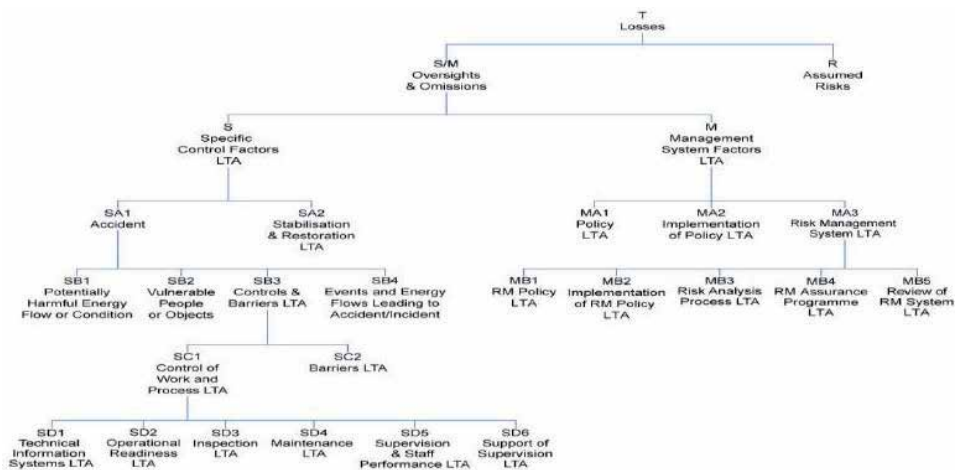 T
Losses
S/M
Oversights
& Omissions
R
Assumed
Risks
S
Specific
Control Factors
LTA
M
Management
System Factors
LTA
SA1
Accident
SA2
Stabilisation
& Restoration
LTA
MA1
Policy
LTA
MA2
Implementation
of Policy LTA
MA3
Risk Management
System LTA
SB1
Potentially
Harmful Energy
Flow or Condition
SB2
Vulnerable
People
or Objects
SB3
Controls &
Barriers LTA
SB4
Events and Energy
Flows Leading to
Accident/Incident
MB1
RM Policy
LTA
MB2
Implementation
of RM Policy
LTA
MB3
Risk Analysis
Process LTA
MB4
RM Assurance
Programme
LTA
MB5
Review of
RM System
LTA
SC1
Control of
Work and
Process LTA
SC2
Barriers LTA
SD1
Technical
Information
Systems LTA
SD2
Operational
Readiness
LTA
SD3
Inspection
LTA
SD4
Maintenance
LTA
SD5
Supervision
& Staff
Performance LTA
SD6
Support of
Supervision
LTA